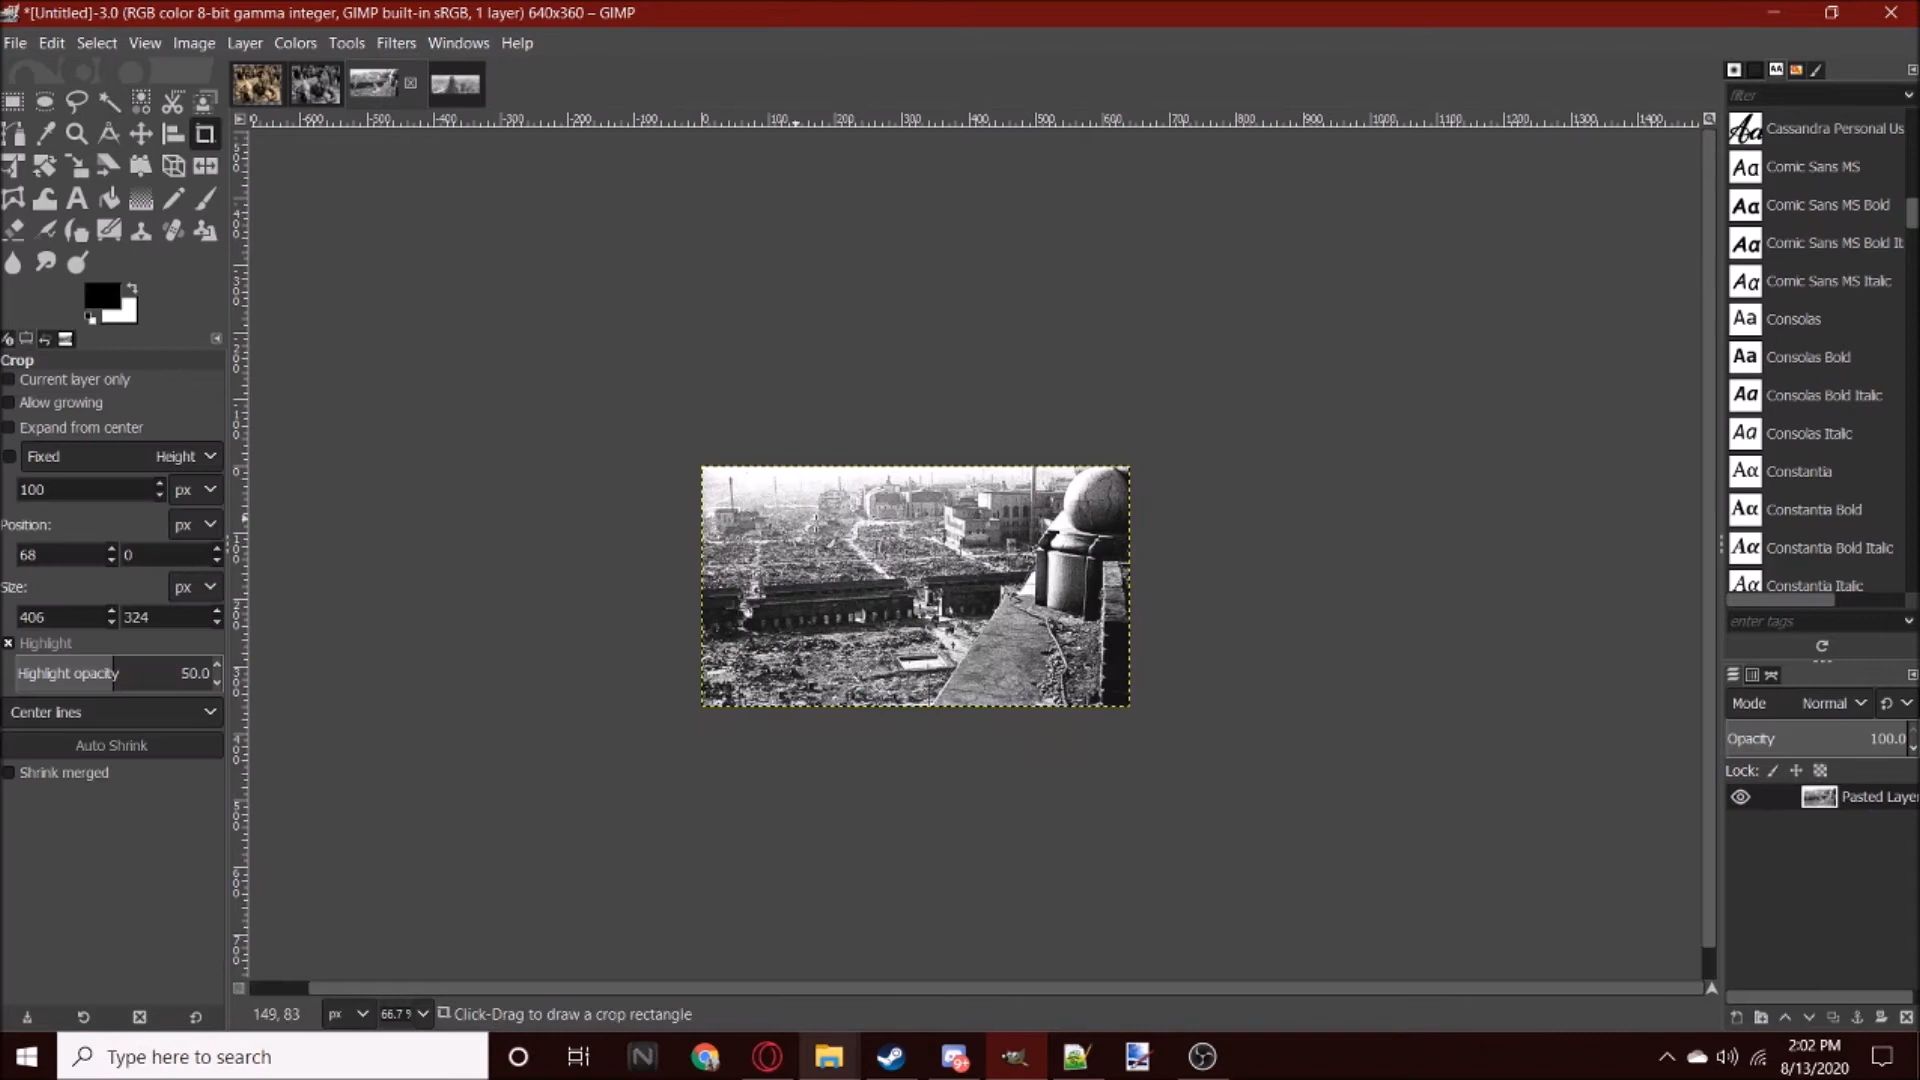 *[Untitled]-3.0 (RGB color 8-bit gamma integer, GIMP built-in sRGB, 1 layer) 640x360 – GIMP
File Edit Select View Image Layer Colors Tools Filters Windows Help
filter
Cassandra Personal Us
Comic Sans MS
Comic Sans MS Bold
Comic Sans MS Bold It
Comic Sans MS Italic
Consolas
Consolas Bold
Consolas Bold Italic
Consolas Italic
Constantia
Constantia Bold
Constantia Bold Italic
Constantia Italic
enter tags
Mode Normal
Opacity 100.0
Lock:
Pasted Laye
Crop
Current layer only
Allow growing
Expand from center
Fixed Height
100 px
Position: px
68 0
Size: px
406 324
Highlight
Highlight opacity 50.0
Center lines
Auto Shrink
Shrink merged
149, 83 px 66.7 % Click-Drag to draw a crop rectangle
Type here to search
2:02 PM
8/13/2020